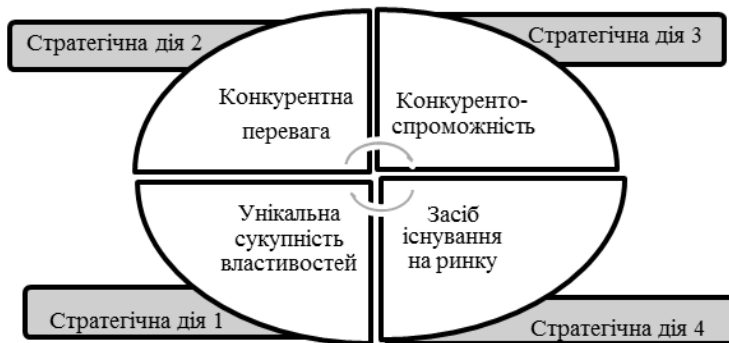 Стратегічна дія 2
Стратегічна дія 3
Конкурентна
перевага
Конкуренто-
спроможність
Унікальна
сукупність
властивостей
Засіб
існування
на ринку
Стратегічна дія 1
Стратегічна дія 4